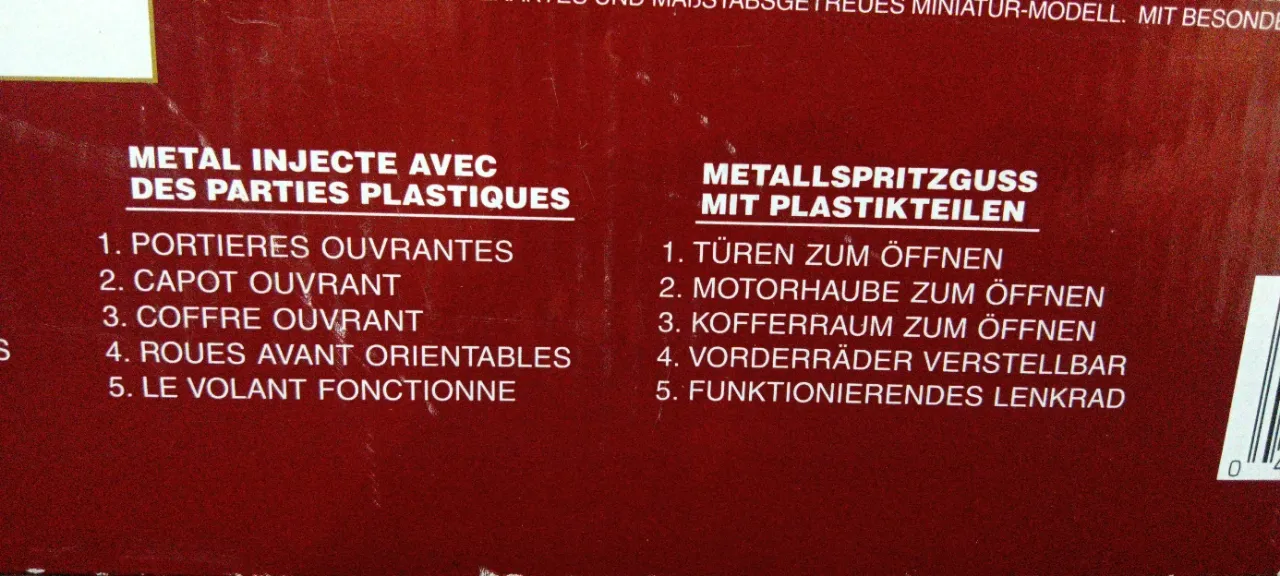 UND MAßSTABSGETREUES MINIATUR-MODELL. MIT
METAL INJECTE AVEC
DES PARTIES PLASTIQUES
1. PORTIERES OUVRANTES
2. CAPOT OUVRANT
3. COFFRE OUVRANT
4. ROUES AVANT ORIENTABLES
5. LE VOLANT FONCTIONNE
METALLSPRITZGUSS
MIT PLASTIKTEILEN
1. TÜREN ZUM ÖFFNEN
2. MOTORHAUBE ZUM ÖFFNEN
3. KOFFERRAUM ZUM ÖFFNEN
4. VORDERRÄDER VERSTELLBAR
5. FUNKTIONIERENDES LENKRAD
0